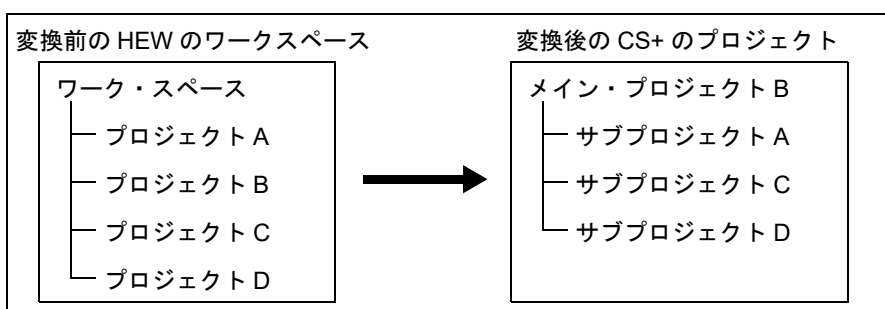 変換前の HEW のワークスペース
ワーク・スペース
プロジェクト A
プロジェクト B
プロジェクト C
プロジェクト D
変換後の CS+ のプロジェクト
メイン・プロジェクト B
サブプロジェクト A
サブプロジェクト C
サブプロジェクト D